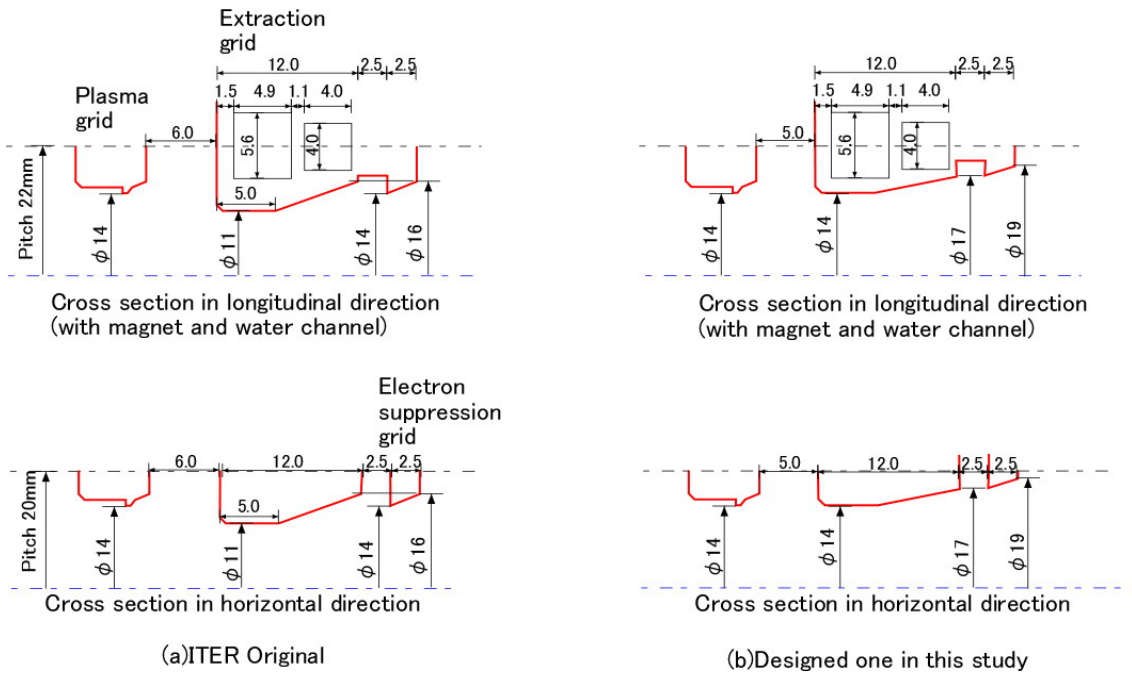 Extraction
grid
12.0 2.5 2.5
1.5 4.9 1.1 4.0
Plasma
grid
6.0
5.6
4.0
5.0
Pitch 22mm
φ14
φ11
φ14
φ16
Cross section in longitudinal direction
(with magnet and water channel)
12.0 2.5 2.5
1.5 4.9 1.1 4.0
5.0
5.6
4.0
φ14
φ14
φ17
φ19
Cross section in longitudinal direction
(with magnet and water channel)
Electron
suppression
grid
6.0 12.0 2.5 2.5
5.0
Pitch 20mm
φ14
φ11
φ14
φ16
Cross section in horizontal direction
(a)ITER Original
5.0 12.0 2.5 2.5
φ14
φ14
φ17
φ19
Cross section in horizontal direction
(b)Designed one in this study